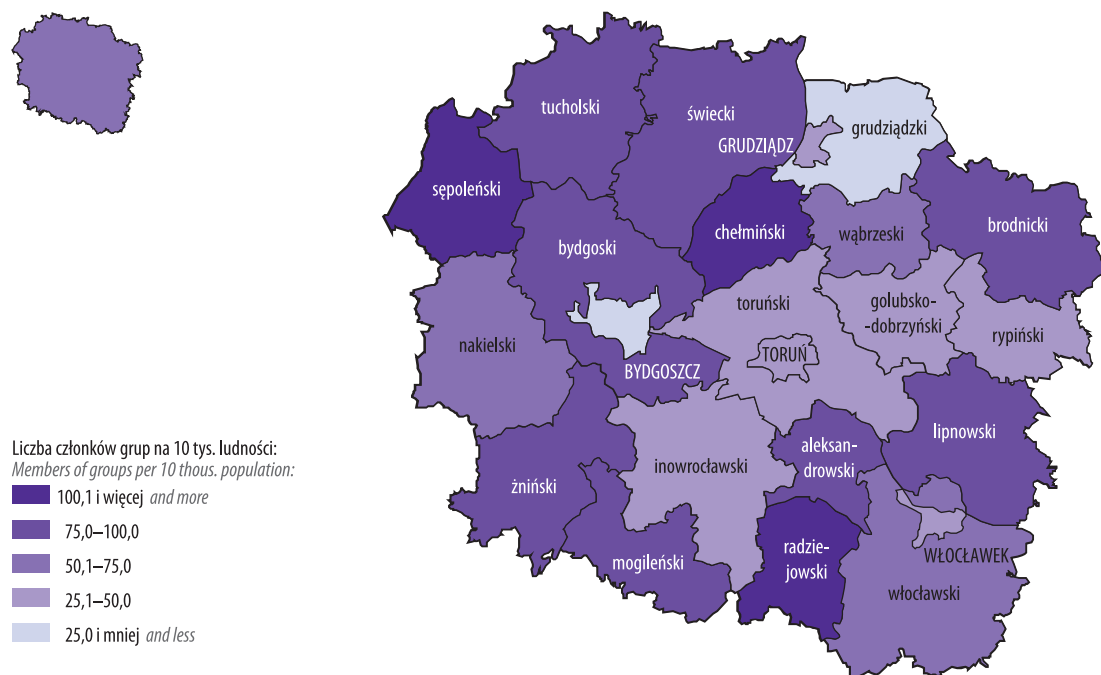 tucholski
świecki
GRUDZIĄDZ
grudziądzki
sępoleński
chełmiński
wąbrzeski
brodnicki
bydgoski
toruński
golubsko-
-dobrzyński
rypiński
nakielski
TORUŃ
BYDGOSZCZ
lipnowski
aleksan-
drowski
inowrocławski
żniński
mogileński
radzie-
jowski
WŁOCŁAWEK
włocławski
Liczba członków grup na 10 tys. ludności:
Members of groups per 10 thous. population:
100,1 i więcej and more
75,0–100,0
50,1–75,0
25,1–50,0
25,0 i mniej and less